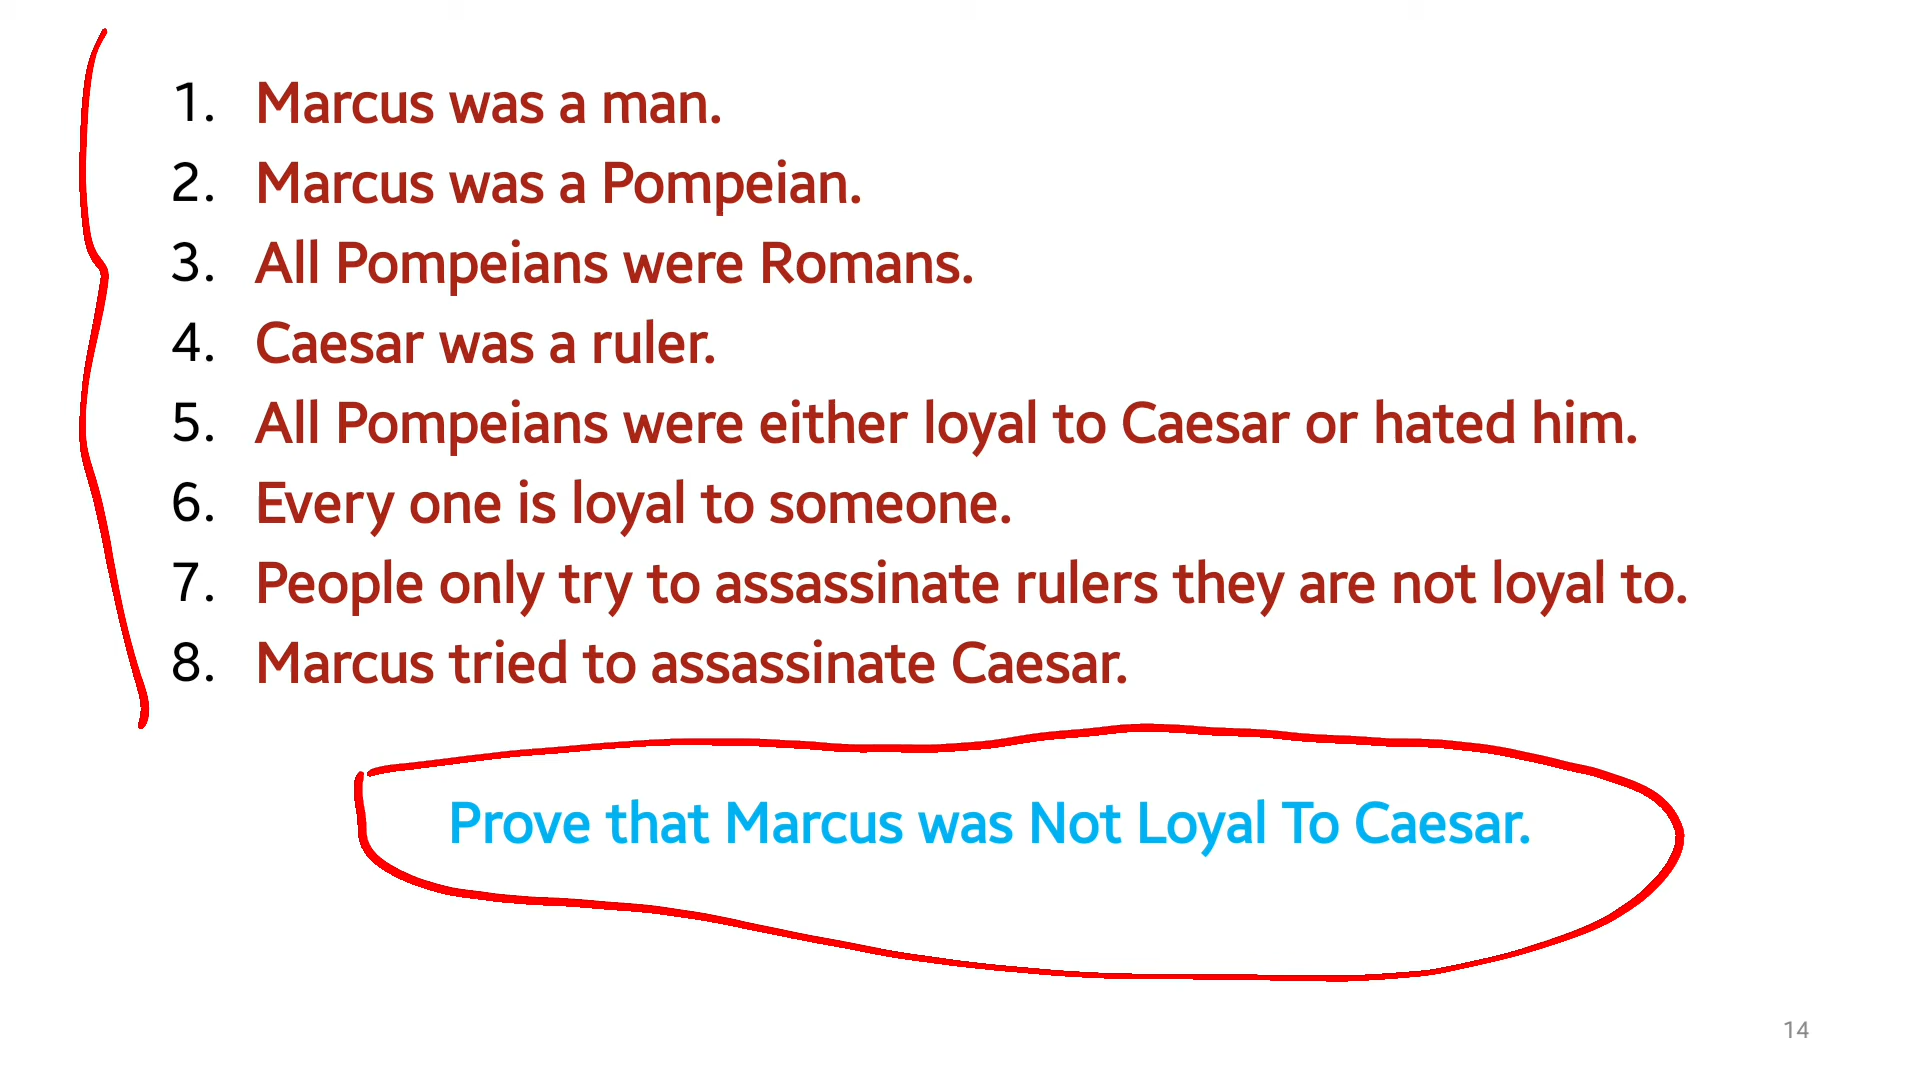 1. Marcus was a man.
2. Marcus was a Pompeian.
3. All Pompeians were Romans.
4. Caesar was a ruler.
5. All Pompeians were either loyal to Caesar or hated him.
6. Every one is loyal to someone.
7. People only try to assassinate rulers they are not loyal to.
8. Marcus tried to assassinate Caesar.
Prove that Marcus was Not Loyal To Caesar.
14